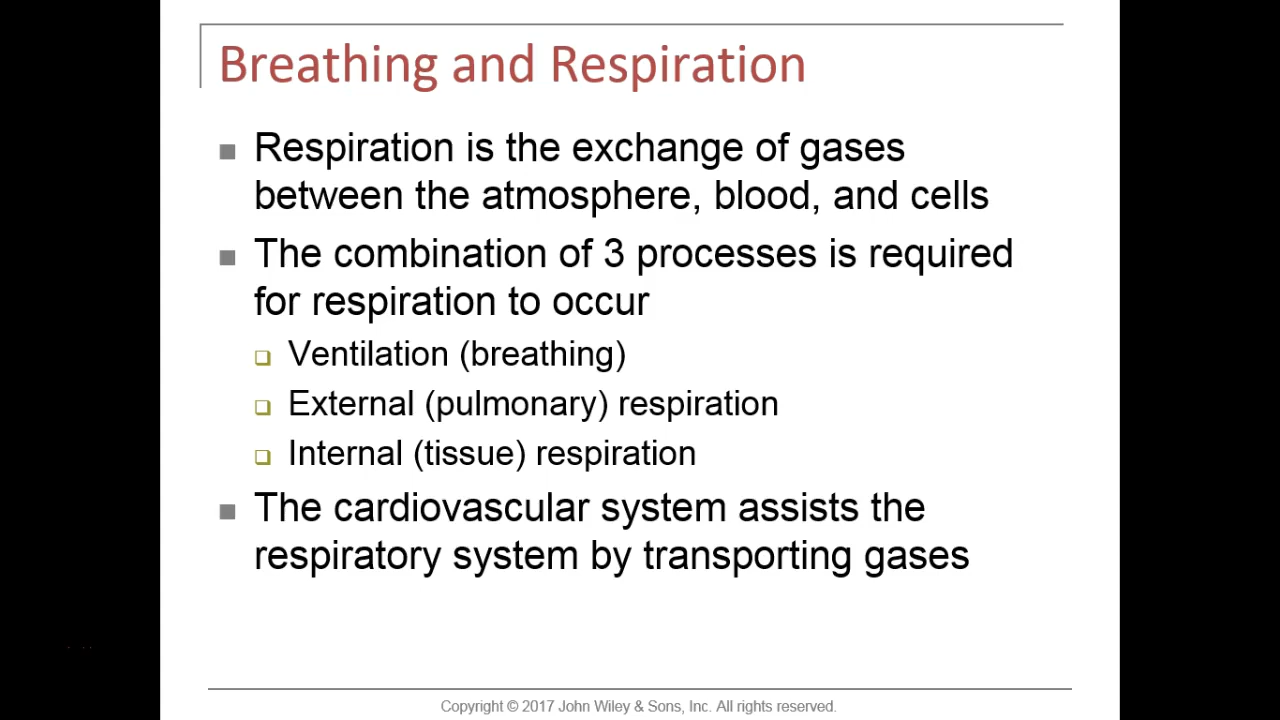 Breathing and Respiration
Respiration is the exchange of gases
between the atmosphere, blood, and cells
The combination of 3 processes is required
for respiration to occur
Ventilation (breathing)
External (pulmonary) respiration
Internal (tissue) respiration
The cardiovascular system assists the
respiratory system by transporting gases
Copyright © 2017 John Wiley & Sons, Inc. All rights reserved.